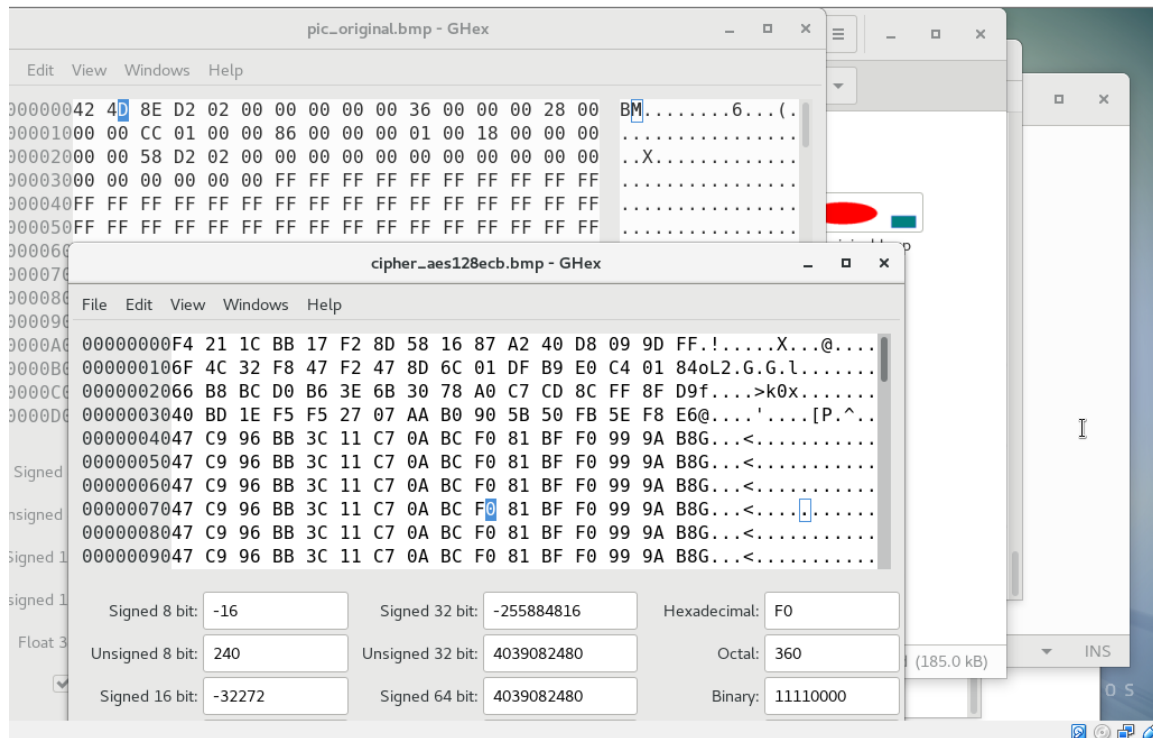 pic_original.bmp - GHex
Edit View Windows Help
00000042 4D 8E D2 02 00 00 00 00 00 36 00 00 00 28 00 BM........6...(.
00001000 00 CC 01 00 00 86 00 00 00 01 00 18 00 00 00 ................
00002000 00 58 D2 02 00 00 00 00 00 00 00 00 00 00 00 ..X.............
00003000 00 00 00 00 00 FF FF FF FF FF FF FF FF FF FF ................
000040FF FF FF FF FF FF FF FF FF FF FF FF FF FF FF FF ................
000050FF FF FF FF FF FF FF FF FF FF FF FF FF FF FF FF ................
cipher_aes128ecb.bmp - GHex
File Edit View Windows Help
00000000F4 21 1C BB 17 F2 8D 58 16 87 A2 40 D8 09 9D FF.!.....X...@....
000000106F 4C 32 F8 47 F2 47 8D 6C 01 DF B9 E0 C4 01 84oL2.G.G.l.......
0000002066 B8 BC D0 B6 3E 6B 30 78 A0 C7 CD 8C FF 8F D9f....>k0x.......
0000003040 BD 1E F5 F5 27 07 AA B0 90 5B 50 FB 5E F8 E6@....'....[P.^..
0000004047 C9 96 BB 3C 11 C7 0A BC F0 81 BF F0 99 9A B8G...<...........
0000005047 C9 96 BB 3C 11 C7 0A BC F0 81 BF F0 99 9A B8G...<...........
0000006047 C9 96 BB 3C 11 C7 0A BC F0 81 BF F0 99 9A B8G...<...........
0000007047 C9 96 BB 3C 11 C7 0A BC F0 81 BF F0 99 9A B8G...<...........
0000008047 C9 96 BB 3C 11 C7 0A BC F0 81 BF F0 99 9A B8G...<...........
0000009047 C9 96 BB 3C 11 C7 0A BC F0 81 BF F0 99 9A B8G...<...........
Signed 8 bit: -16 Signed 32 bit: -255884816 Hexadecimal: F0
Unsigned 8 bit: 240 Unsigned 32 bit: 4039082480 Octal: 360
Signed 16 bit: -32272 Signed 64 bit: 4039082480 Binary: 11110000
Signed
Signed 1
Float 3
(185.0 kB)
INS
OS